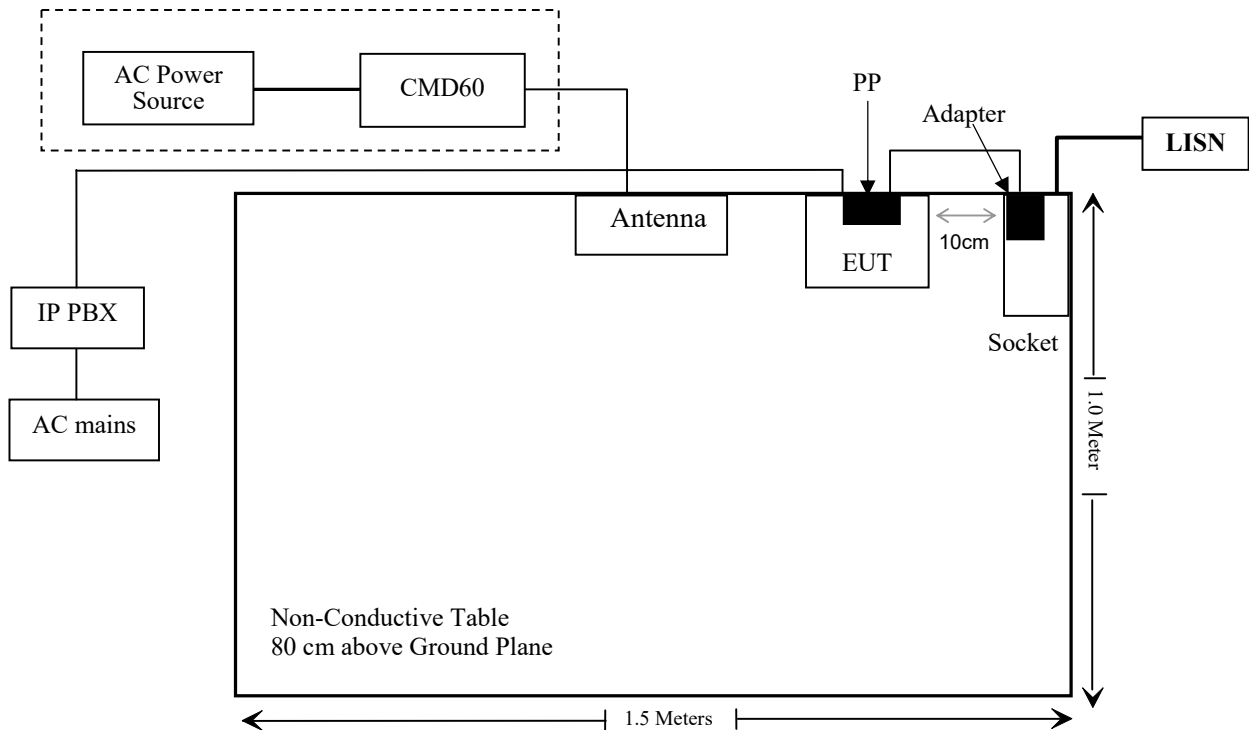 AC Power
Source
CMD60
PP
Adapter
LISN
Antenna
EUT
10cm
Socket
IP PBX
AC mains
1.0 Meter
Non-Conductive Table
80 cm above Ground Plane
1.5 Meters